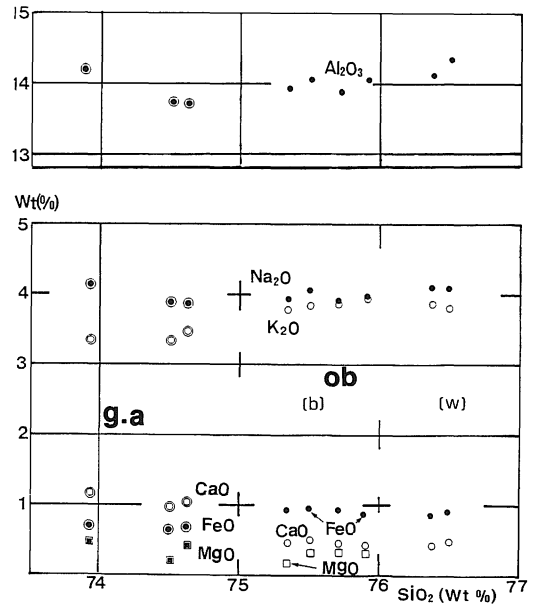 15
14
Al₂O₃
13
Wt(%)
5
Na₂O
4
K₂O
3
ob
(b) (w)
g.a
2
CaO
1
FeO CaO FeO
MgO MgO
74 75 76 77
SiO₂ (Wt %)